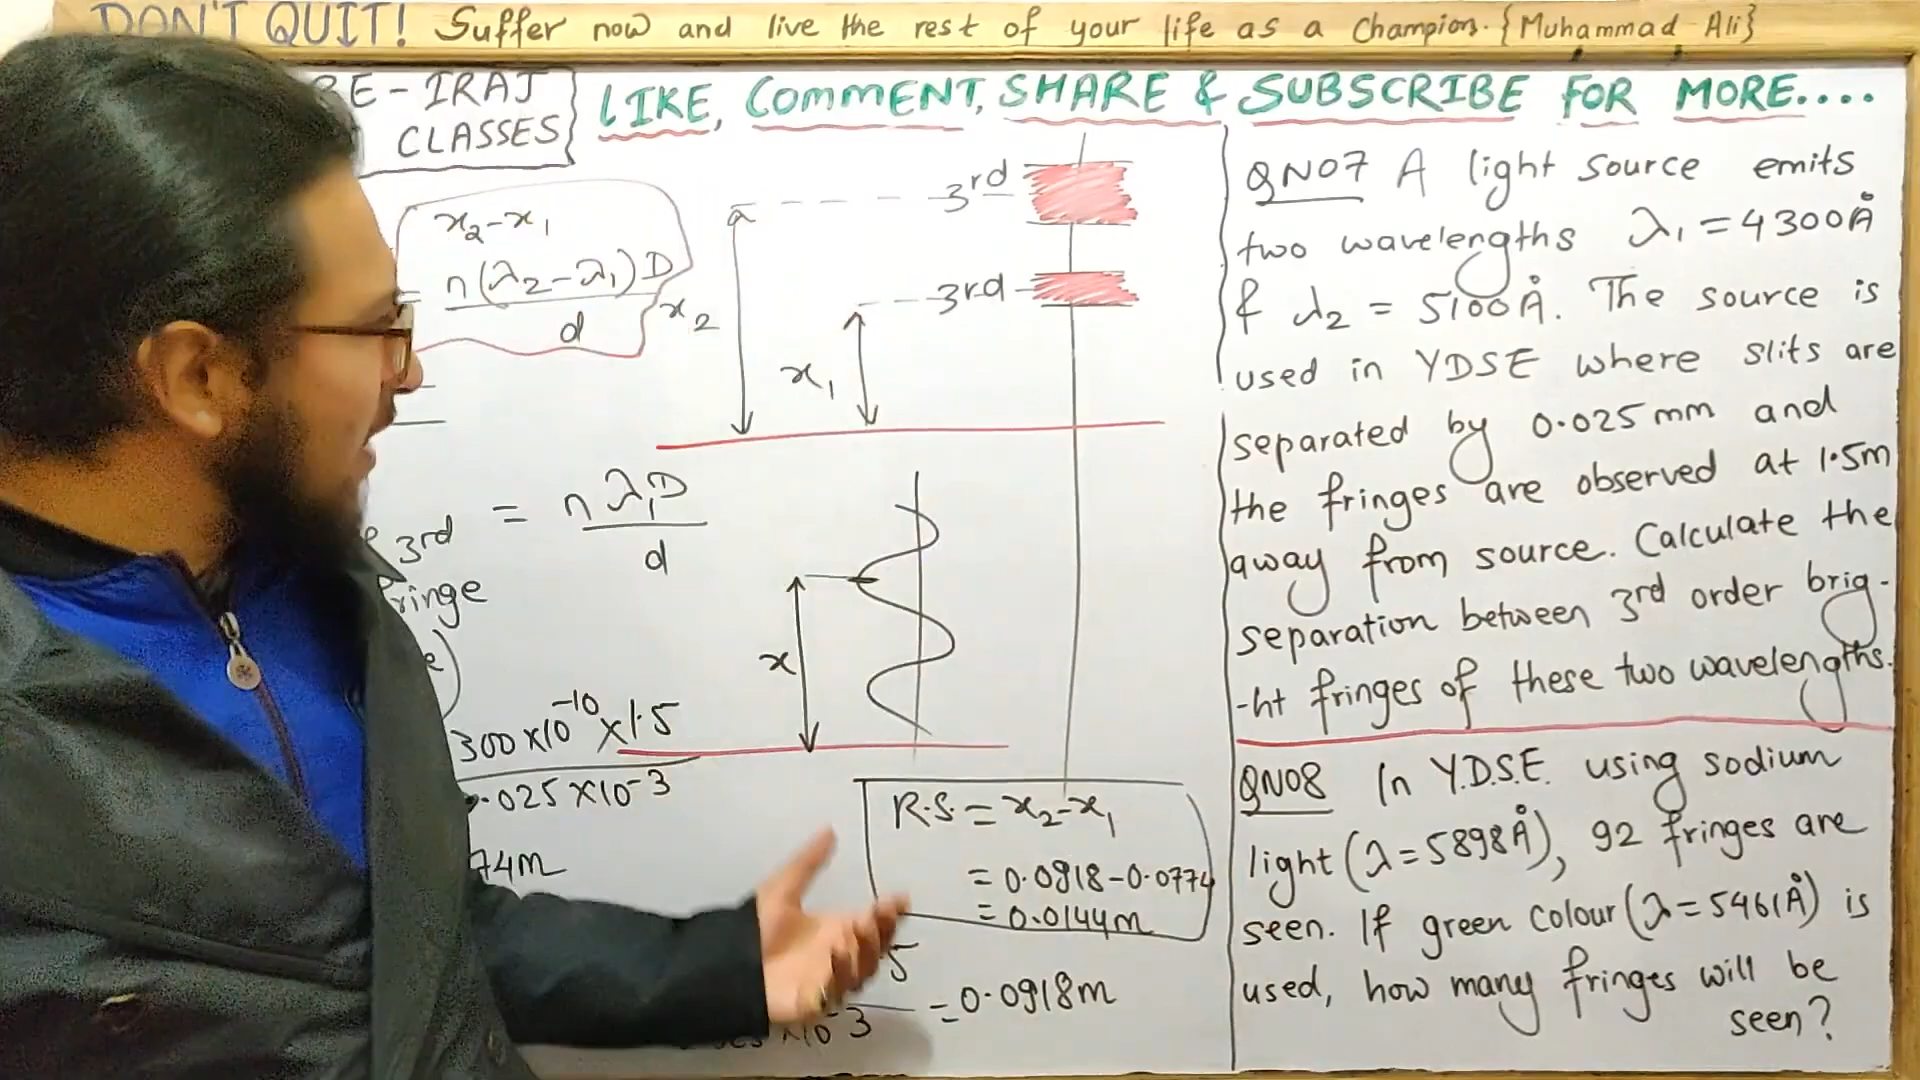 DON'T QUIT! Suffer now and live the rest of your life as a Champion. {Muhammad Ali}
E-IRAJ
CLASSES
LIKE, COMMENT, SHARE & SUBSCRIBE FOR MORE....
x₂-x₁
= n(λ₂-λ₁)D
d
x₂
3rd
3rd
x₁
3rd = nλ₁D
d
fringe
x
300×10⁻¹⁰×1.5
.025×10⁻³
74m
R.S. = x₂-x₁
= 0.0918-0.0774
= 0.0144m
5
×10⁻³ = 0.0918m
QN07 A light source emits
two wavelengths λ₁ = 4300Å
& λ₂ = 5100Å. The source is
used in YDSE where slits are
separated by 0.025 mm and
the fringes are observed at 1.5m
away from source. Calculate the
separation between 3rd order brig-
-ht fringes of these two wavelengths.
QN08 In Y.D.S.E. using sodium
light (λ=5898Å), 92 fringes are
seen. If green colour (λ=5461Å) is
used, how many fringes will be
seen?